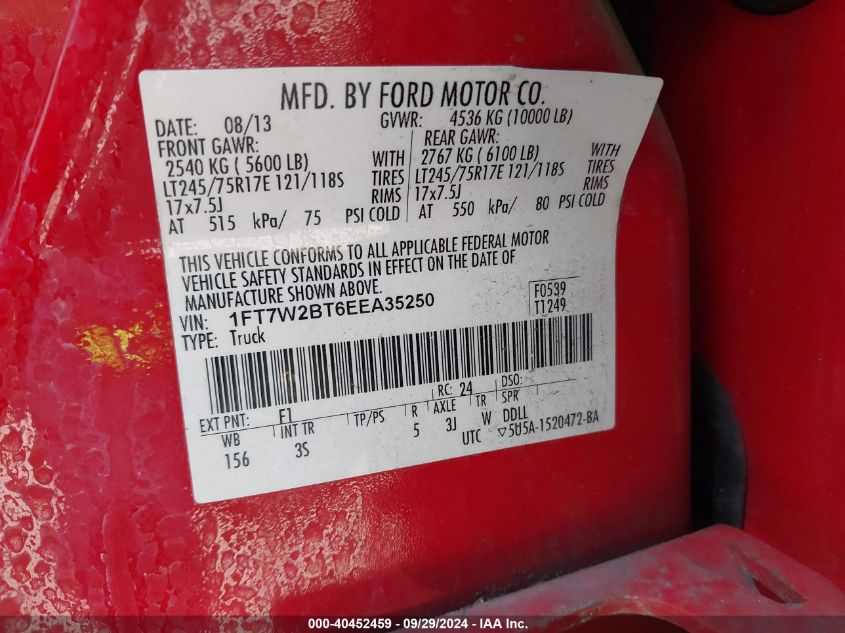 MFD. BY FORD MOTOR CO.
DATE: 08/13 GVWR: 4536 KG (10000 LB)
FRONT GAWR: REAR GAWR:
2540 KG ( 5600 LB) WITH 2767 KG ( 6100 LB) WITH
LT245/75R17E 121/118S TIRES LT245/75R17E 121/118S TIRES
17x7.5J RIMS 17x7.5J RIMS
AT 515 kPa/ 75 PSI COLD AT 550 kPa/ 80 PSI COLD
THIS VEHICLE CONFORMS TO ALL APPLICABLE FEDERAL MOTOR
VEHICLE SAFETY STANDARDS IN EFFECT ON THE DATE OF
MANUFACTURE SHOWN ABOVE.
VIN: 1FT7W2BT6EEA35250 F0539
TYPE: Truck T1249
EXT PNT: F1 RC: 24 DSO:
WB INT TR TP/PS R AXLE TR SPR
156 3S 5 3J W DDLL
UTC ▽5U5A-1520472-BA
000-40452459 - 09/29/2024 - IAA Inc.